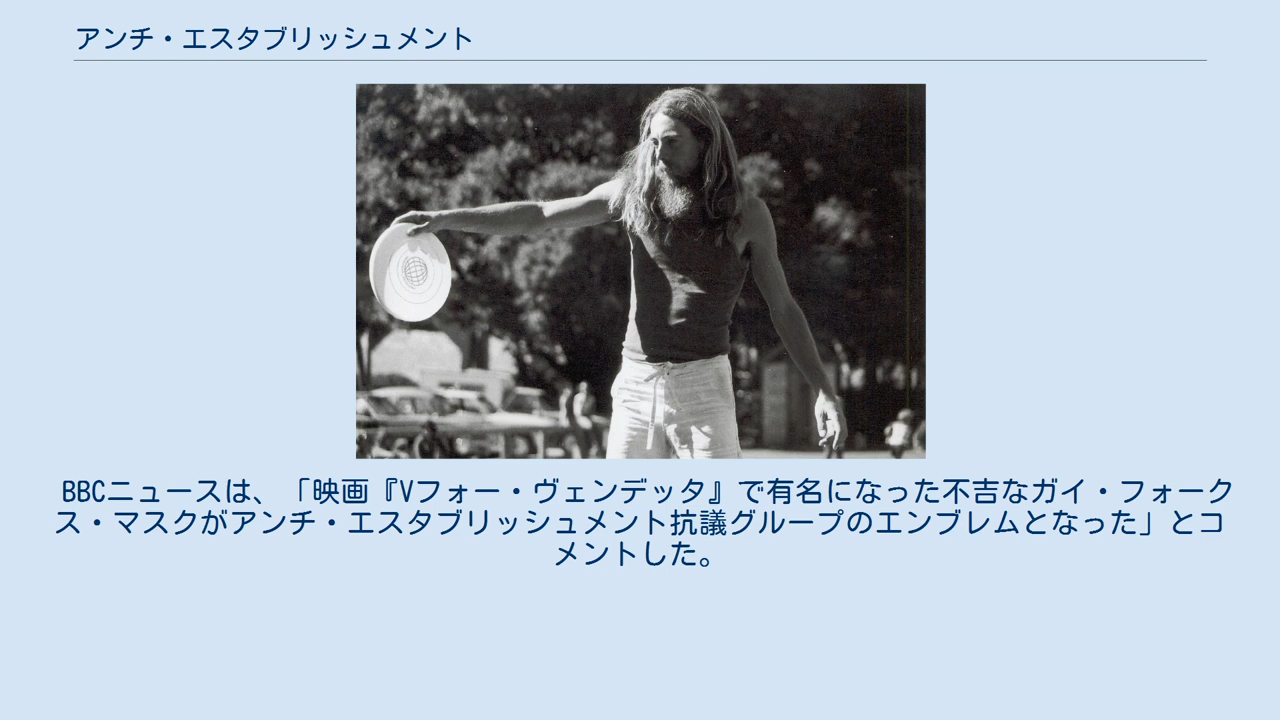 アンチ・エスタブリッシュメント
BBCニュースは、「映画『Vフォー・ヴェンデッタ』で有名になった不吉なガイ・フォーク
ス・マスクがアンチ・エスタブリッシュメント抗議グループのエンブレムとなった」とコ
メントした。